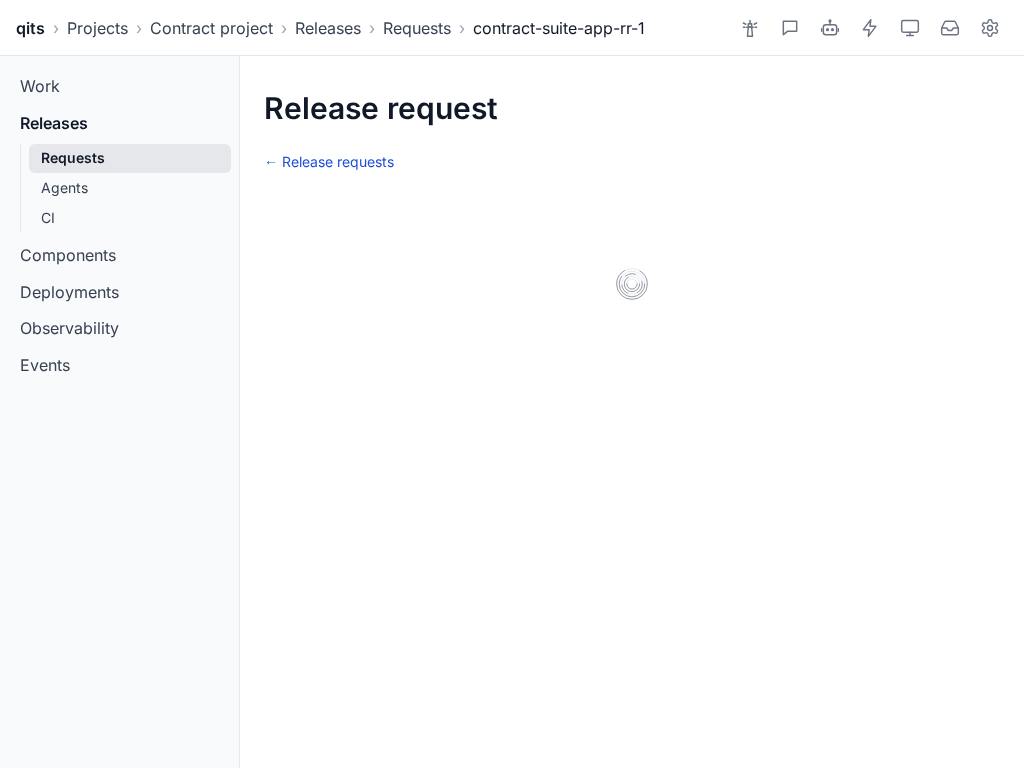 qits › Projects › Contract project › Releases › Requests › contract-suite-app-rr-1
Work
Releases
Requests
Agents
CI
Components
Deployments
Observability
Events
Release request
← Release requests